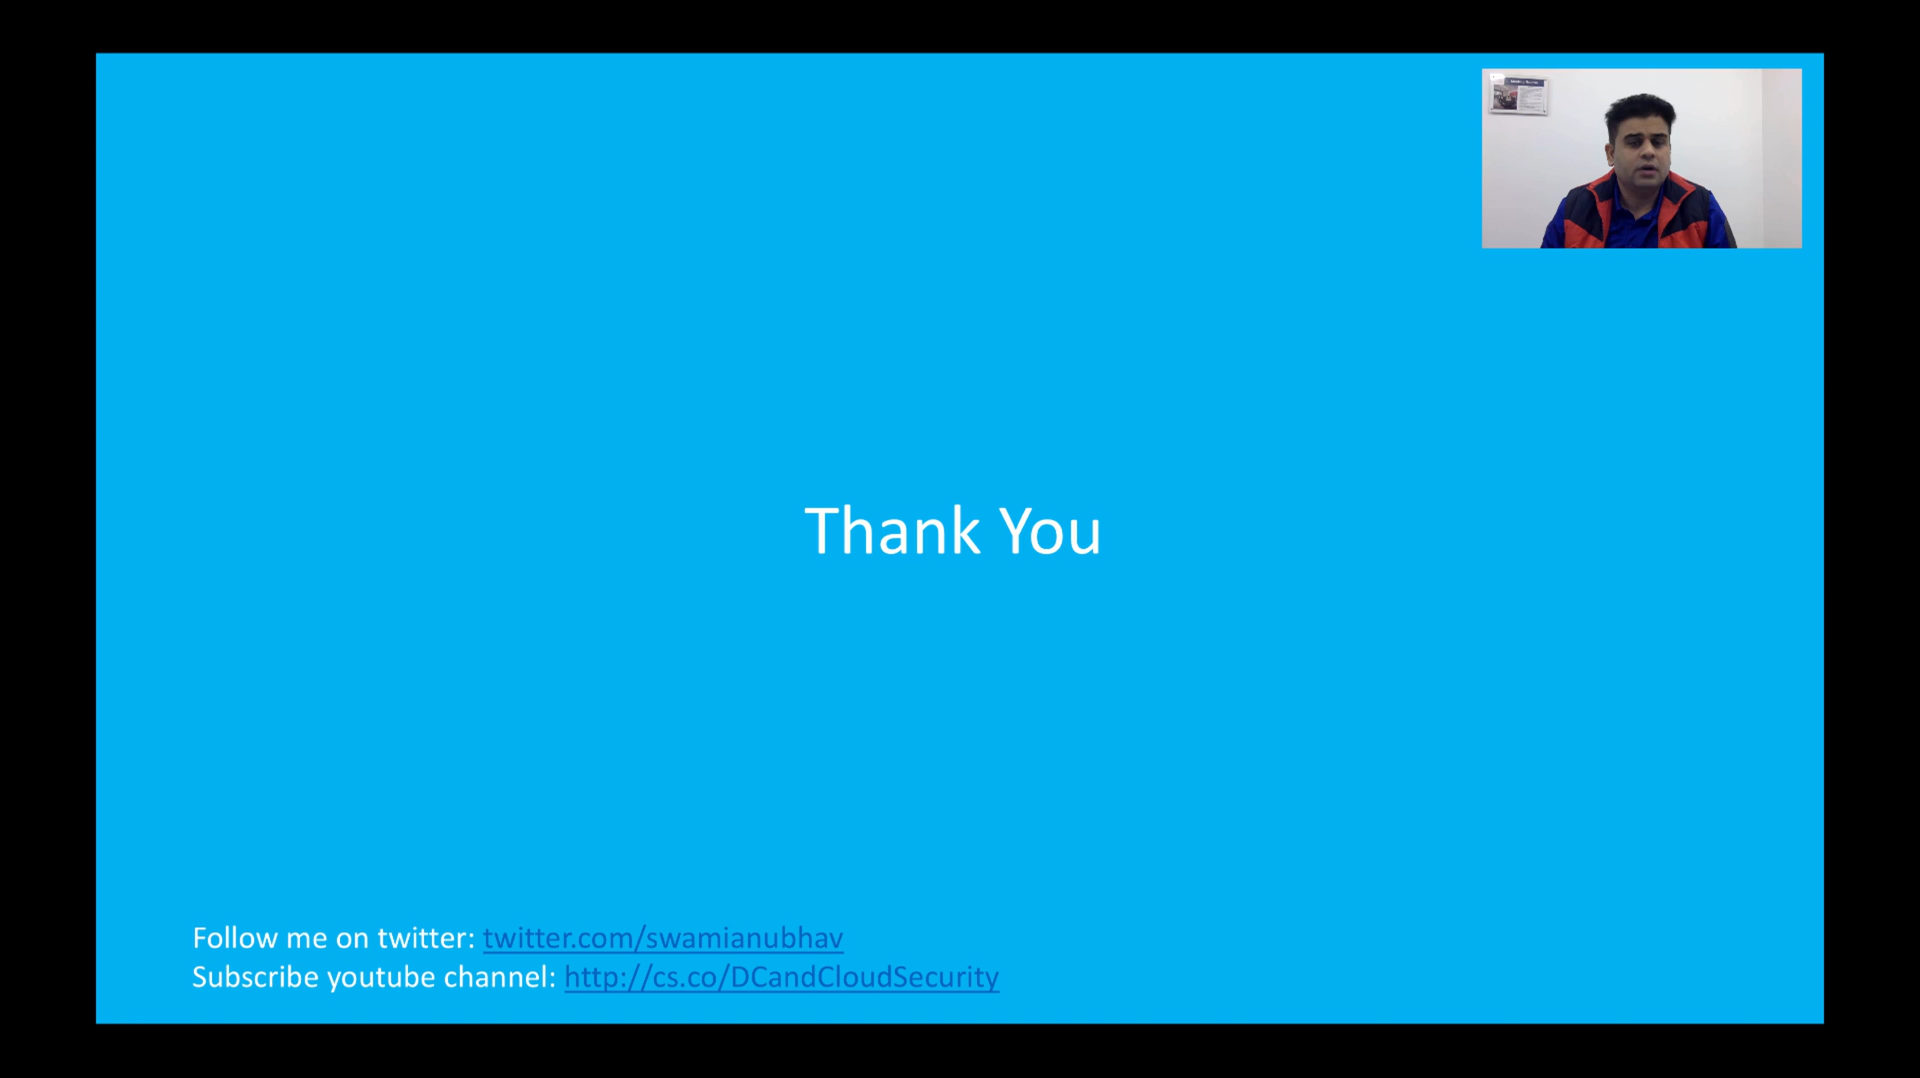 Thank You
Follow me on twitter: twitter.com/swamianubhav
Subscribe youtube channel: http://cs.co/DCandCloudSecurity